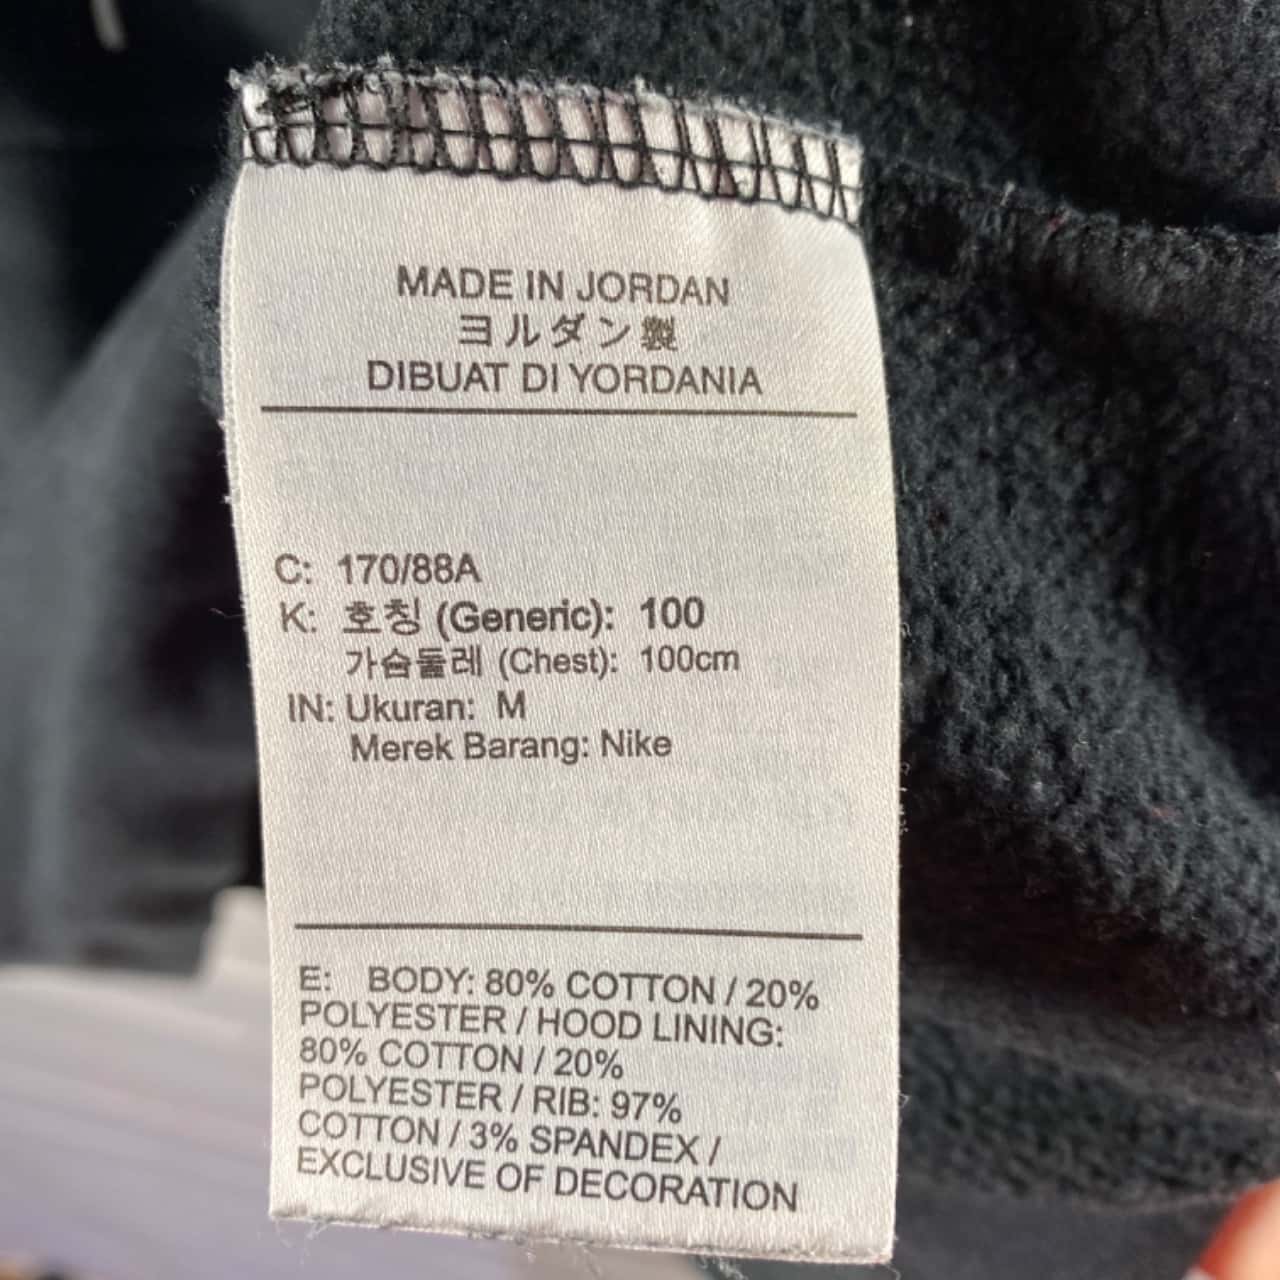 MADE IN JORDAN
ヨルダン製
DIBUAT DI YORDANIA
C: 170/88A
K: 호칭 (Generic): 100
가슴둘레 (Chest): 100cm
IN: Ukuran: M
Merek Barang: Nike
E: BODY: 80% COTTON / 20%
POLYESTER / HOOD LINING:
80% COTTON / 20%
POLYESTER / RIB: 97%
COTTON / 3% SPANDEX /
EXCLUSIVE OF DECORATION